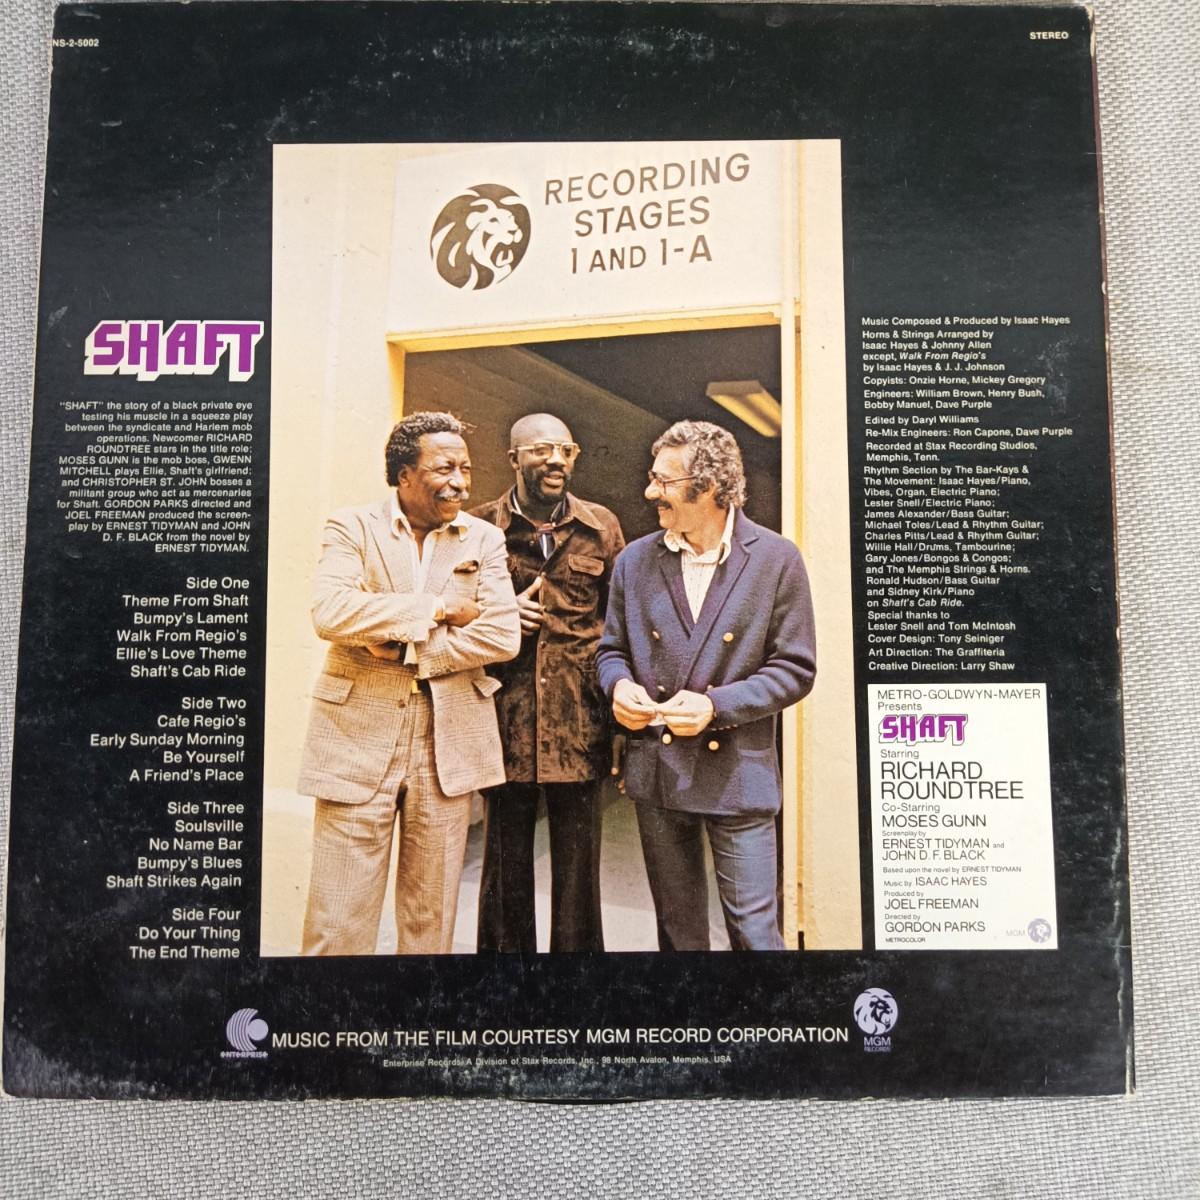 NS-2-5002
STEREO
RECORDING
STAGES
1 AND 1-A
SHAFT
"SHAFT" the story of a black private eye
testing his muscle in a squeeze play
between the syndicate and Harlem mob
operations. Newcomer RICHARD
ROUNDTREE stars in the title role;
MOSES GUNN is the mob boss, GWENN
MITCHELL plays Ellie, Shaft's girlfriend;
and CHRISTOPHER ST. JOHN bosses a
militant group who act as mercenaries
for Shaft. GORDON PARKS directed and
JOEL FREEMAN produced the screen-
play by ERNEST TIDYMAN and JOHN
D. F. BLACK from the novel by
ERNEST TIDYMAN.
Side One
Theme From Shaft
Bumpy's Lament
Walk From Regio's
Ellie's Love Theme
Shaft's Cab Ride
Side Two
Cafe Regio's
Early Sunday Morning
Be Yourself
A Friend's Place
Side Three
Soulsville
No Name Bar
Bumpy's Blues
Shaft Strikes Again
Side Four
Do Your Thing
The End Theme
Music Composed & Produced by Isaac Hayes
Horns & Strings Arranged by
Isaac Hayes & Johnny Allen
except, Walk From Regio's
by Isaac Hayes & J. J. Johnson
Copyists: Onzie Horne, Mickey Gregory
Engineers: William Brown, Henry Bush,
Bobby Manuel, Dave Purple
Edited by Daryl Williams
Re-Mix Engineers: Ron Capone, Dave Purple
Recorded at Stax Recording Studios,
Memphis, Tenn.
Rhythm Section by The Bar-Kays &
The Movement: Isaac Hayes/Piano,
Vibes, Organ, Electric Piano;
Lester Snell/Electric Piano;
James Alexander/Bass Guitar;
Michael Toles/Lead & Rhythm Guitar;
Charles Pitts/Lead & Rhythm Guitar;
Willie Hall/Drums, Tambourine;
Gary Jones/Bongos & Congos;
and The Memphis Strings & Horns.
Ronald Hudson/Bass Guitar
and Sidney Kirk/Piano
on Shaft's Cab Ride.
Special thanks to
Lester Snell and Tom McIntosh
Cover Design: Tony Seiniger
Art Direction: The Graffiteria
Creative Direction: Larry Shaw
METRO-GOLDWYN-MAYER
Presents
SHAFT
Starring
RICHARD
ROUNDTREE
Co-Starring
MOSES GUNN
Screenplay by
ERNEST TIDYMAN and
JOHN D. F. BLACK
Based upon the novel by ERNEST TIDYMAN
Music by ISAAC HAYES
Produced by
JOEL FREEMAN
Directed by
GORDON PARKS
METROCOLOR
MGM
ENTERPRISE
MUSIC FROM THE FILM COURTESY MGM RECORD CORPORATION
MGM
RECORDS
Enterprise Records/A Division of Stax Records, Inc., 98 North Avalon, Memphis, USA